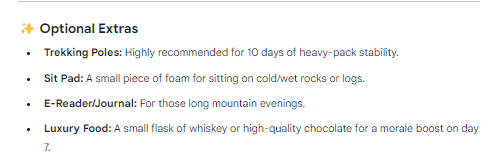 ✨ Optional Extras
• Trekking Poles: Highly recommended for 10 days of heavy-pack stability.
• Sit Pad: A small piece of foam for sitting on cold/wet rocks or logs.
• E-Reader/Journal: For those long mountain evenings.
• Luxury Food: A small flask of whiskey or high-quality chocolate for a morale boost on day
7.